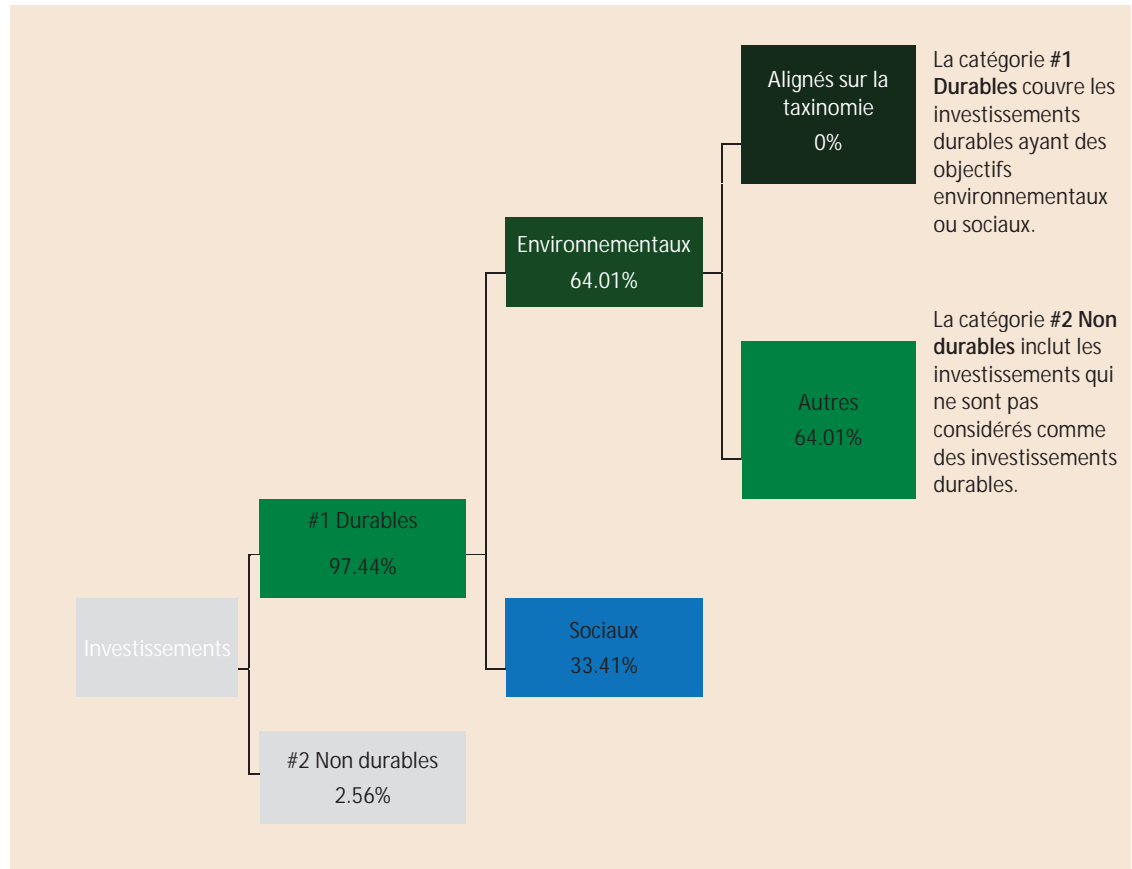 Alignés sur la
taxinomie
0%
La catégorie #1
Durables couvre les
investissements
durables ayant des
objectifs
environnementaux
ou sociaux.
Environnementaux
64.01%
La catégorie #2 Non
durables inclut les
investissements qui
ne sont pas
considérés comme
des investissements
durables.
Autres
64.01%
#1 Durables
97.44%
Investissements
Sociaux
33.41%
#2 Non durables
2.56%